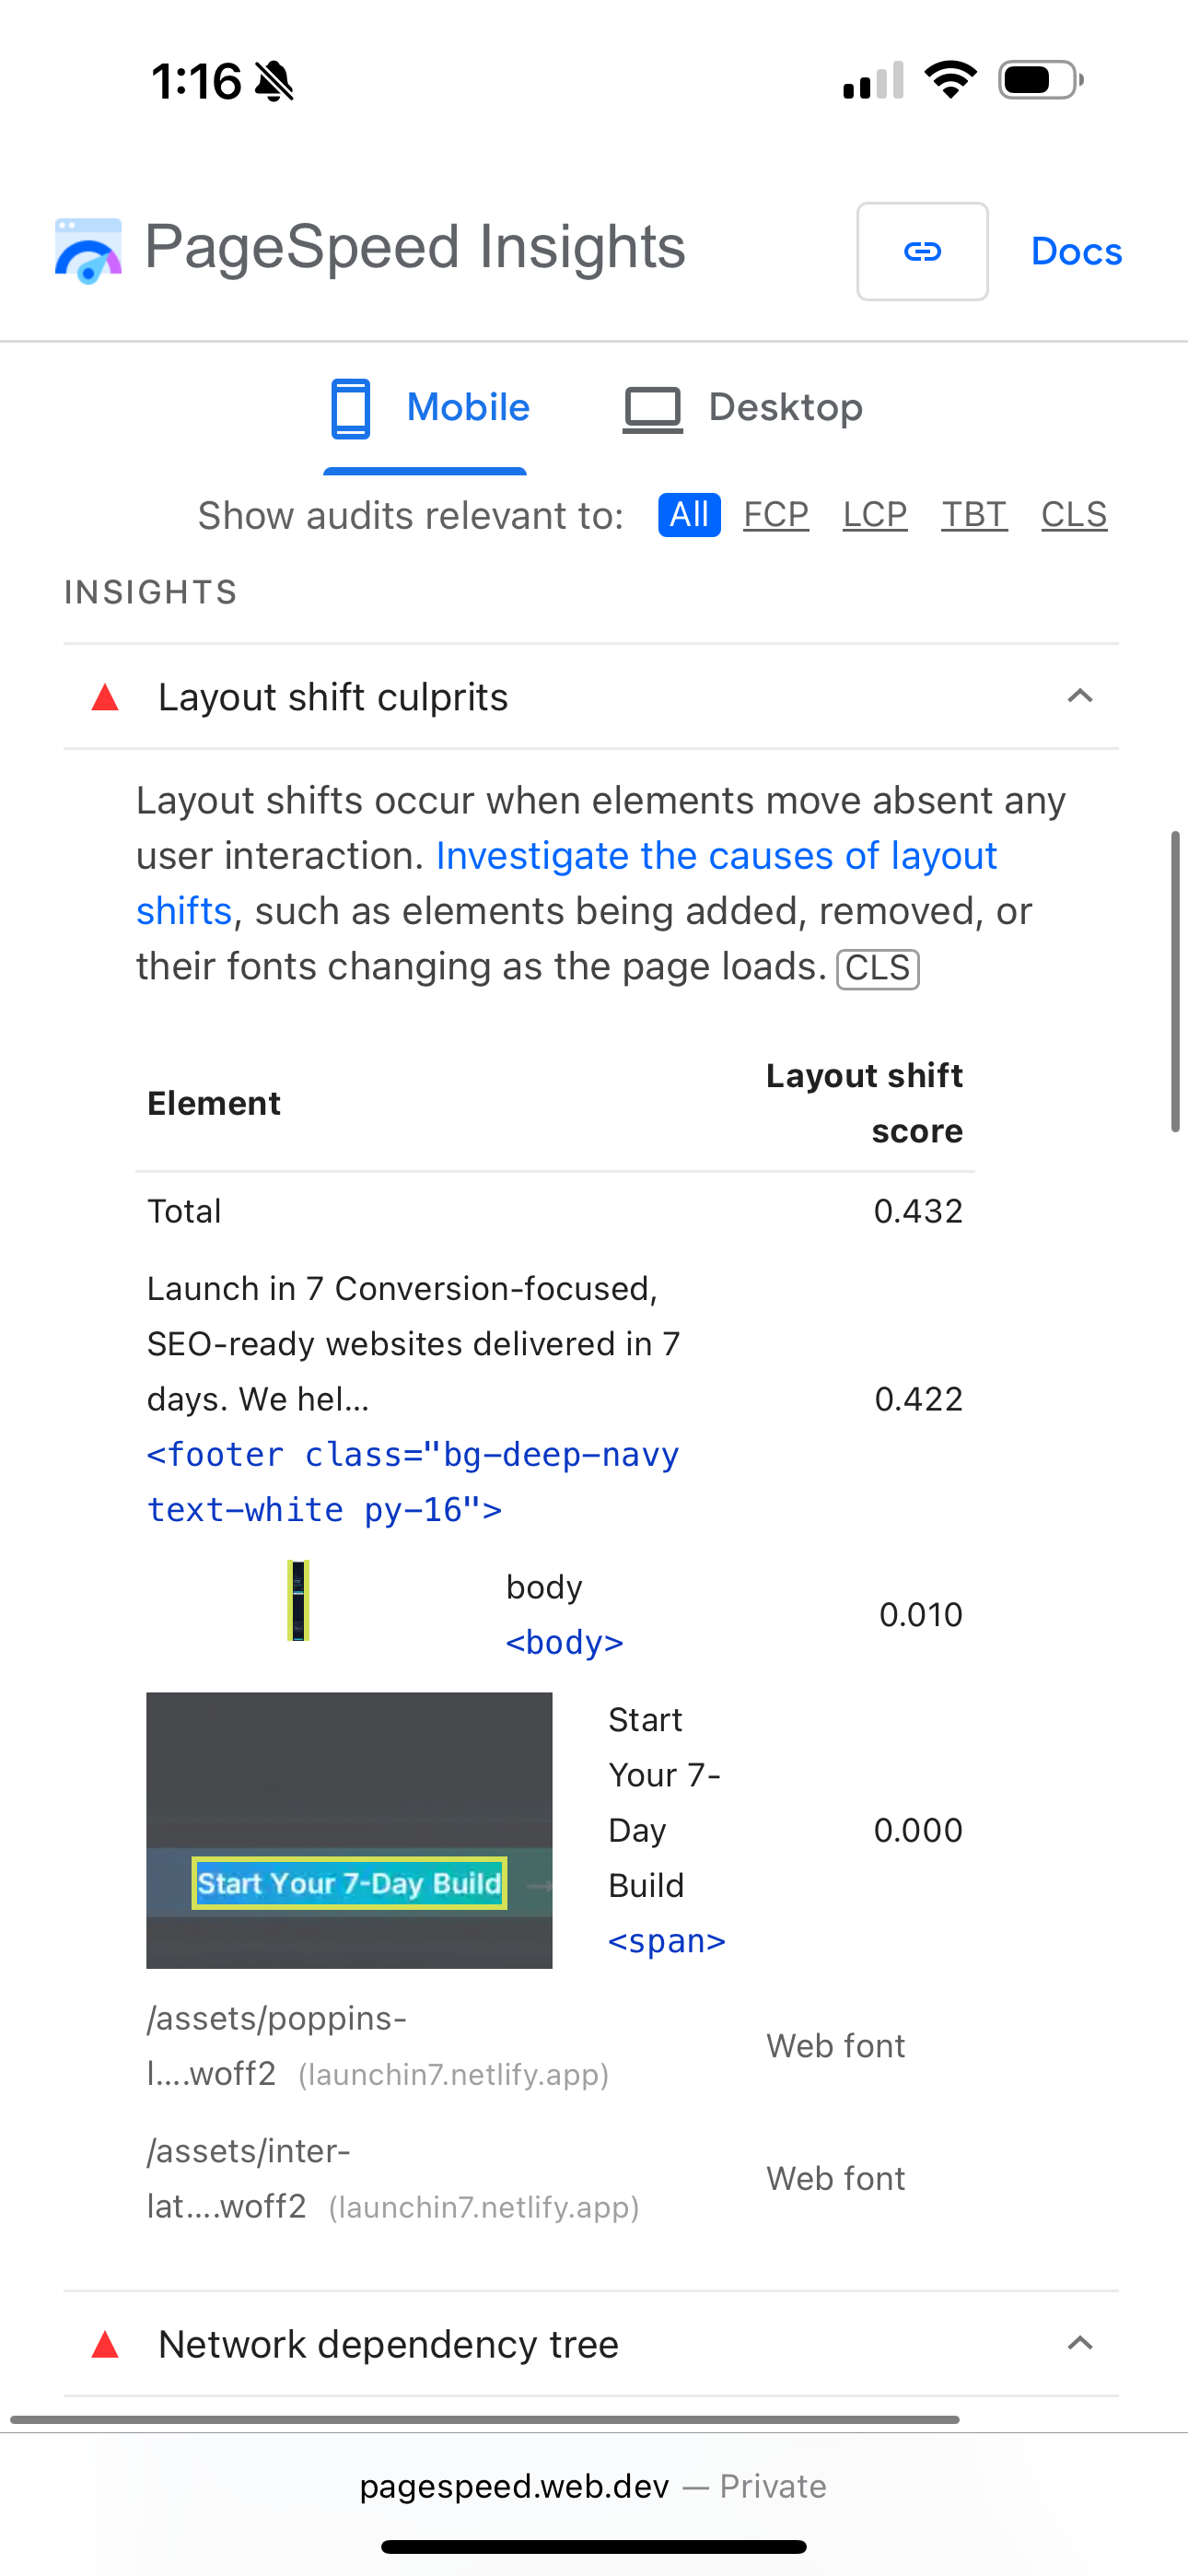 1:16
PageSpeed Insights
Docs
Mobile
Desktop
Show audits relevant to: All FCP LCP TBT CLS
INSIGHTS
Layout shift culprits
Layout shifts occur when elements move absent any
user interaction. Investigate the causes of layout
shifts, such as elements being added, removed, or
their fonts changing as the page loads. CLS
Element
Layout shift
score
Total 0.432
Launch in 7 Conversion-focused,
SEO-ready websites delivered in 7
days. We hel...
0.422
<footer class="bg-deep-navy
text-white py-16">
body
<body>
0.010
Start Your 7-Day Build
Start
Your 7-
Day
Build
<span>
0.000
/assets/poppins-
l....woff2 (launchin7.netlify.app)
Web font
/assets/inter-
lat....woff2 (launchin7.netlify.app)
Web font
Network dependency tree
pagespeed.web.dev — Private